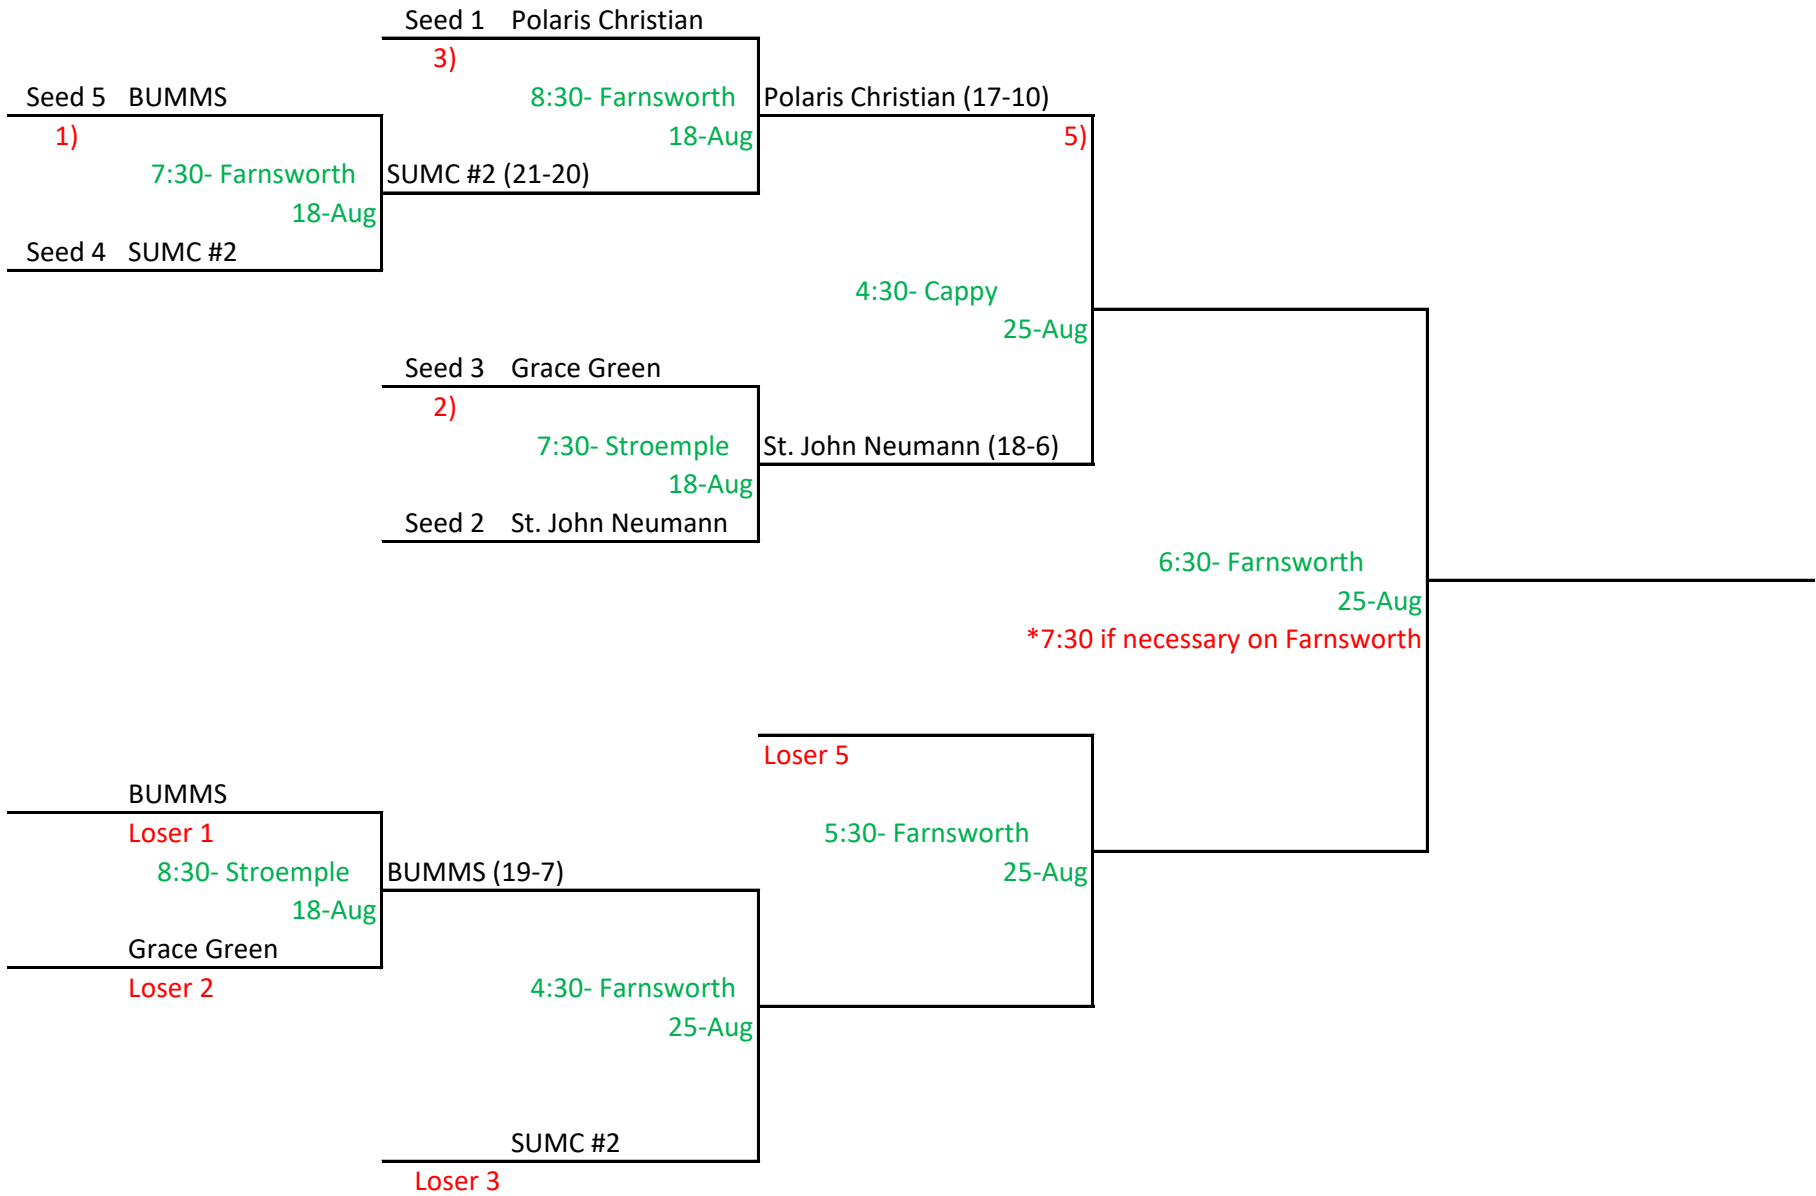 Seed 1 Polaris Christian
3)
Seed 5 BUMMS
8:30- Farnsworth
Polaris Christian (17-10)
1)
18-Aug
5)
7:30- Farnsworth
SUMC #2 (21-20)
18-Aug
Seed 4 SUMC #2
4:30- Cappy
25-Aug
Seed 3 Grace Green
2)
7:30- Stroemple
St. John Neumann (18-6)
18-Aug
Seed 2 St. John Neumann
6:30- Farnsworth
25-Aug
*7:30 if necessary on Farnsworth
Loser 5
BUMMS
Loser 1
5:30- Farnsworth
8:30- Stroemple
BUMMS (19-7)
25-Aug
18-Aug
Grace Green
Loser 2
4:30- Farnsworth
25-Aug
SUMC #2
Loser 3